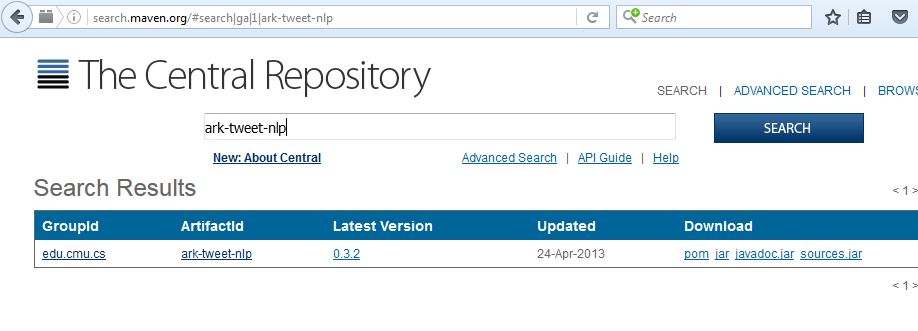 search.maven.org/#search|ga|1|ark-tweet-nlp
Search
The Central Repository
SEARCH | ADVANCED SEARCH | BROWS
ark-tweet-nlp
SEARCH
New: About Central
Advanced Search | API Guide | Help
Search Results
< 1 >
GroupId ArtifactId Latest Version Updated Download
edu.cmu.cs ark-tweet-nlp 0.3.2 24-Apr-2013 pom jar javadoc.jar sources.jar
< 1 >